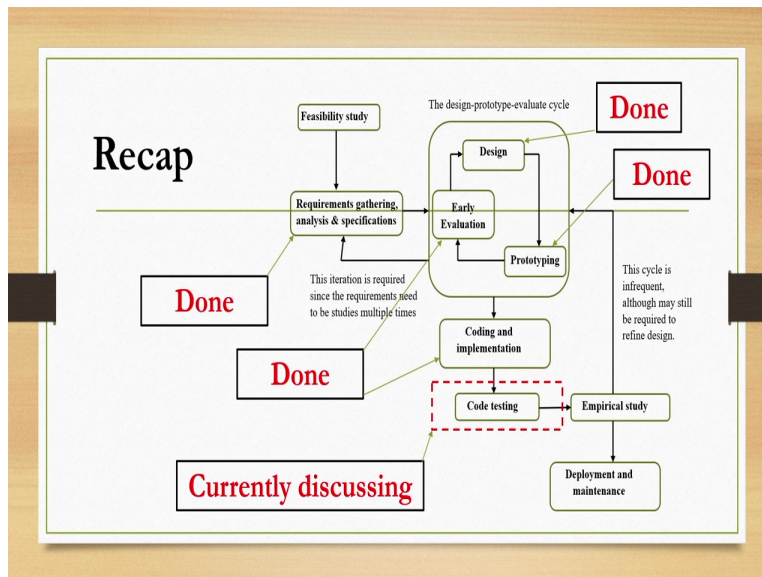 Recap
Feasibility study
The design-prototype-evaluate cycle
Done
Design
Done
Requirements gathering,
analysis & specifications
Early
Evaluation
Prototyping
Done
This iteration is required
since the requirements need
to be studies multiple times
This cycle is
infrequent,
although may still
be required to
refine design.
Done
Coding and
implementation
Code testing
Empirical study
Currently discussing
Deployment and
maintenance